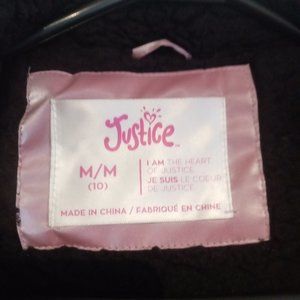 Justice
M/M
(10)
I AM THE HEART
OF JUSTICE
JE SUIS LE COEUR
DE JUSTICE
MADE IN CHINA / FABRIQUÉ EN CHINE